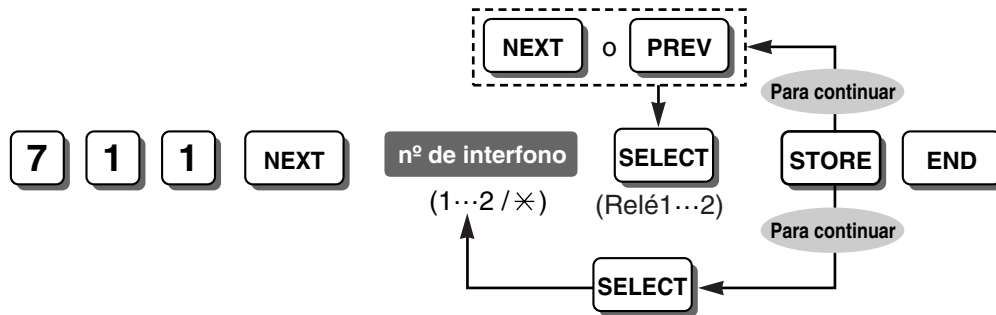 NEXT o PREV
Para continuar
7 1 1 NEXT nº de interfono SELECT STORE END
(1···2 / ✳) (Relé1···2)
Para continuar
SELECT